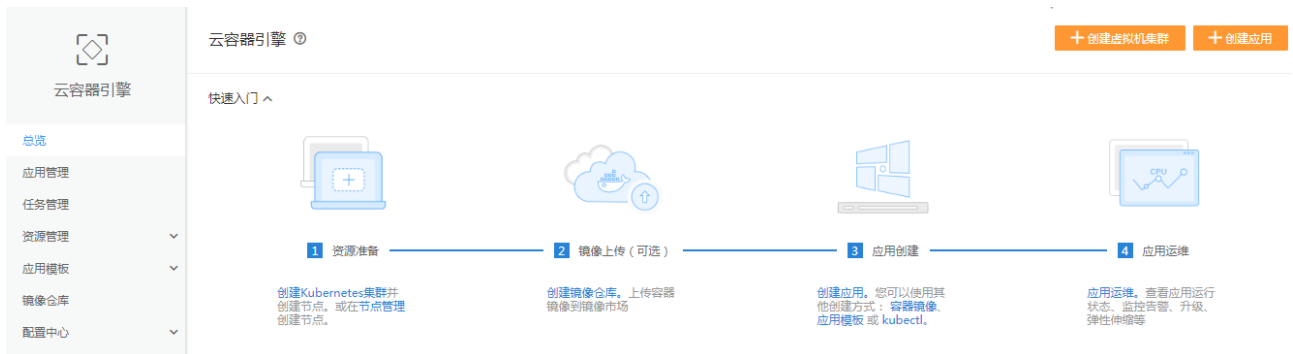 云容器引擎
总览
应用管理
任务管理
资源管理
应用模板
镜像仓库
配置中心
云容器引擎 ?
+ 创建虚拟机集群
+ 创建应用
快速入门
1 资源准备
创建Kubernetes集群并
创建节点。或在节点管理
创建节点。
2 镜像上传（可选）
创建镜像仓库。上传容器
镜像到镜像市场
3 应用创建
创建应用。您可以使用其
他创建方式：容器镜像、
应用模板 或 kubectl。
CPU
4 应用运维
应用运维。查看应用运行
状态、监控告警、升级、
弹性伸缩等